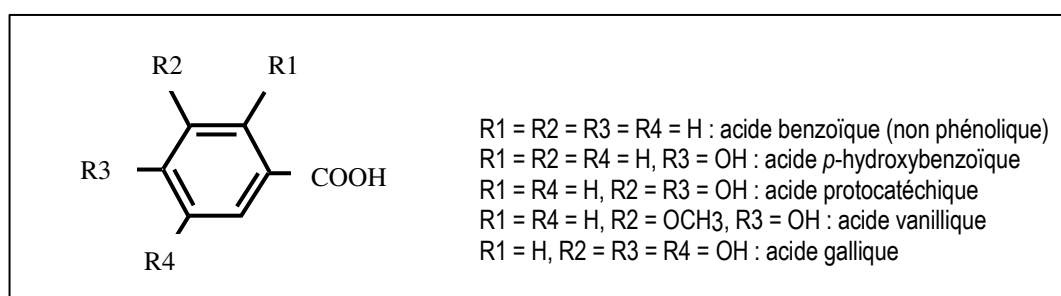 R2 R1
R3
COOH
R4
R1 = R2 = R3 = R4 = H : acide benzoïque (non phénolique)
R1 = R2 = R4 = H, R3 = OH : acide p-hydroxybenzoïque
R1 = R4 = H, R2 = R3 = OH : acide protocatéchique
R1 = R4 = H, R2 = OCH3, R3 = OH : acide vanillique
R1 = H, R2 = R3 = R4 = OH : acide gallique